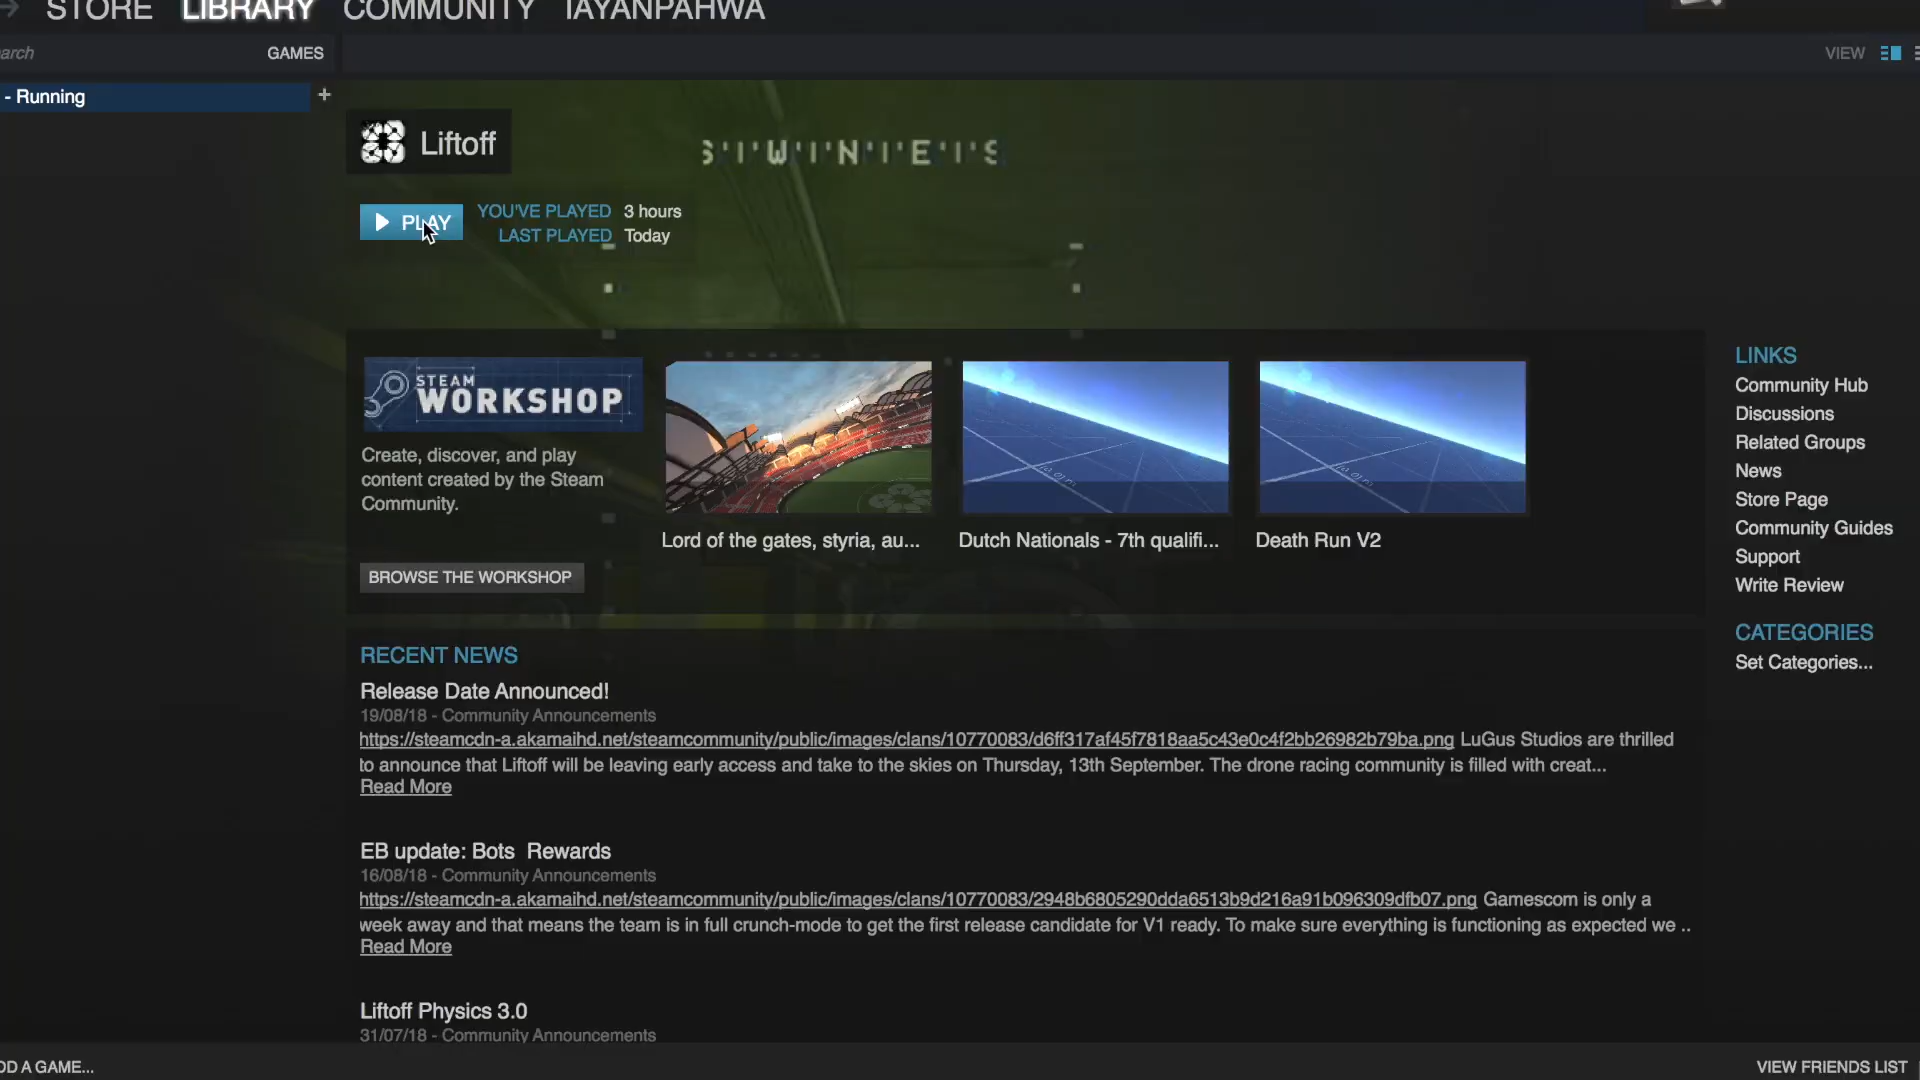 STORE LIBRARY COMMUNITY IAYANPAHWA
arch GAMES VIEW
- Running +
Liftoff
S'I'W'I'N'I'E'I'S
PLAY YOU'VE PLAYED 3 hours
LAST PLAYED Today
STEAM
WORKSHOP
Create, discover, and play
content created by the Steam
Community.
BROWSE THE WORKSHOP
Lord of the gates, styria, au...
Dutch Nationals - 7th qualifi...
Death Run V2
LINKS
Community Hub
Discussions
Related Groups
News
Store Page
Community Guides
Support
Write Review
CATEGORIES
Set Categories...
RECENT NEWS
Release Date Announced!
19/08/18 - Community Announcements
https://steamcdn-a.akamaihd.net/steamcommunity/public/images/clans/10770083/d6ff317af45f7818aa5c43e0c4f2bb26982b79ba.png LuGus Studios are thrilled
to announce that Liftoff will be leaving early access and take to the skies on Thursday, 13th September. The drone racing community is filled with creat...
Read More
EB update: Bots  Rewards
16/08/18 - Community Announcements
https://steamcdn-a.akamaihd.net/steamcommunity/public/images/clans/10770083/2948b6805290dda6513b9d216a91b096309dfb07.png Gamescom is only a
week away and that means the team is in full crunch-mode to get the first release candidate for V1 ready. To make sure everything is functioning as expected we ..
Read More
Liftoff Physics 3.0
31/07/18 - Community Announcements
DD A GAME... VIEW FRIENDS LIST